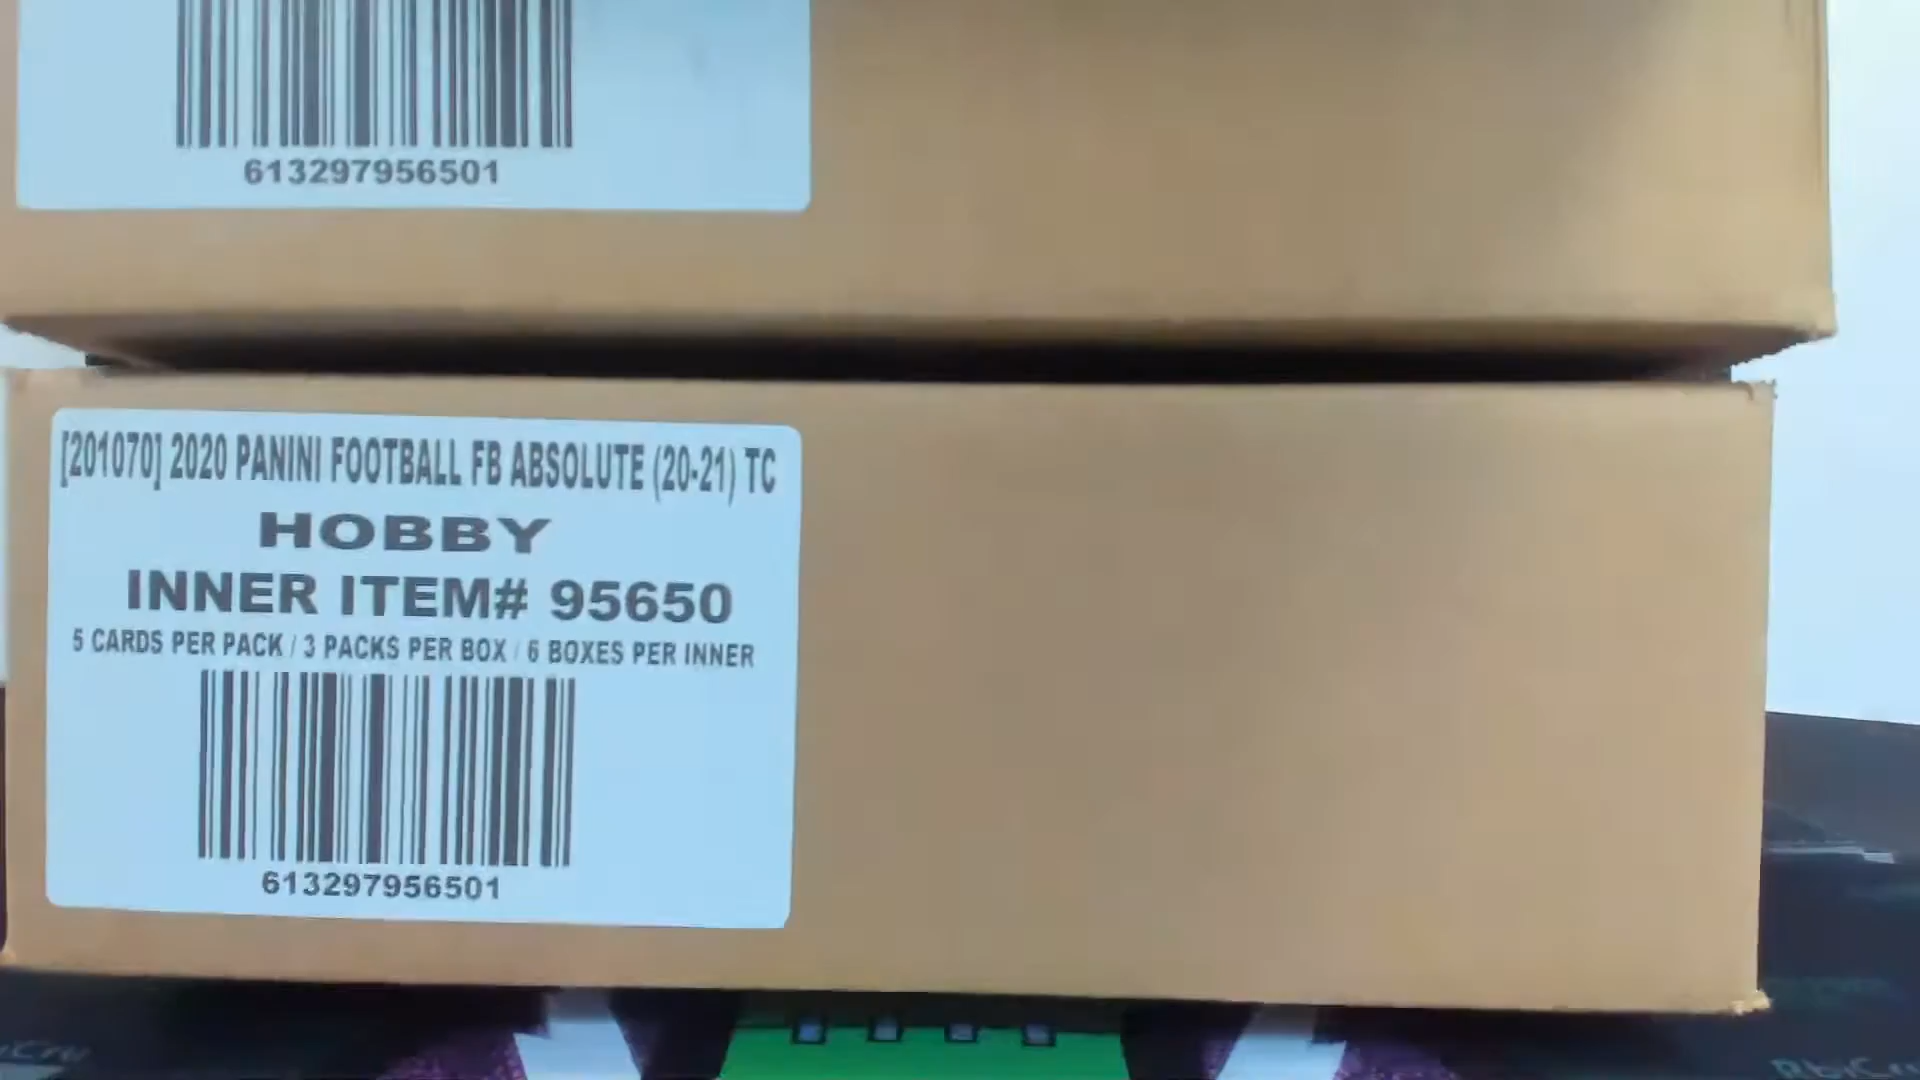 613297956501
[201070] 2020 PANINI FOOTBALL FB ABSOLUTE (20-21) TC
HOBBY
INNER ITEM# 95650
5 CARDS PER PACK / 3 PACKS PER BOX / 6 BOXES PER INNER
613297956501